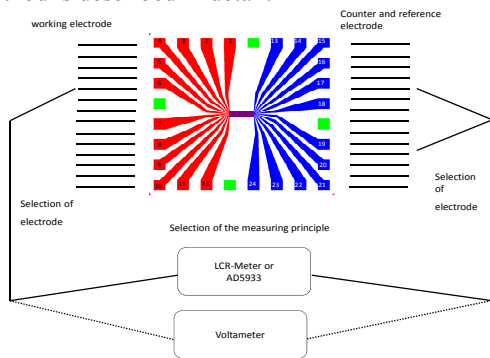 working electrode
Counter and reference
electrode
4 3 2 1 13 14 15
5 16
6 17
18
7
8 19
9 20
10 11 12 24 23 22 21
Selection of
electrode
Selection
of
electrode
Selection of the measuring principle
LCR-Meter or
AD5933
Voltameter